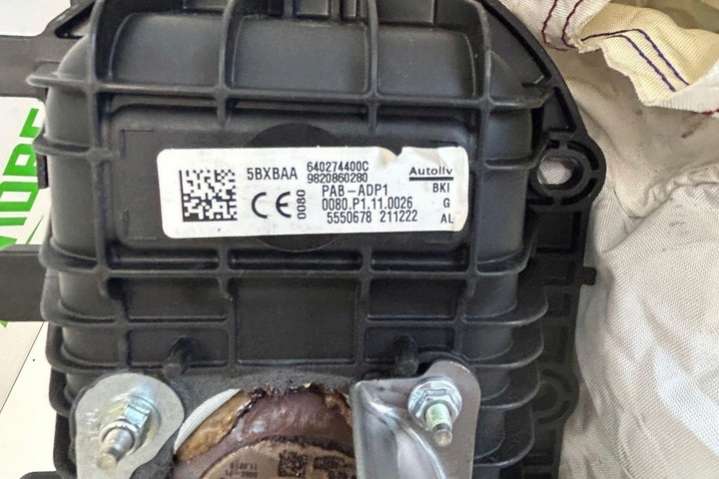 5BXBAA
640274400C
9820860280
PAB-ADP1
0080.P1.11.0026
5550678 211222
CE
0080
Autoliv
BKI
G
AL